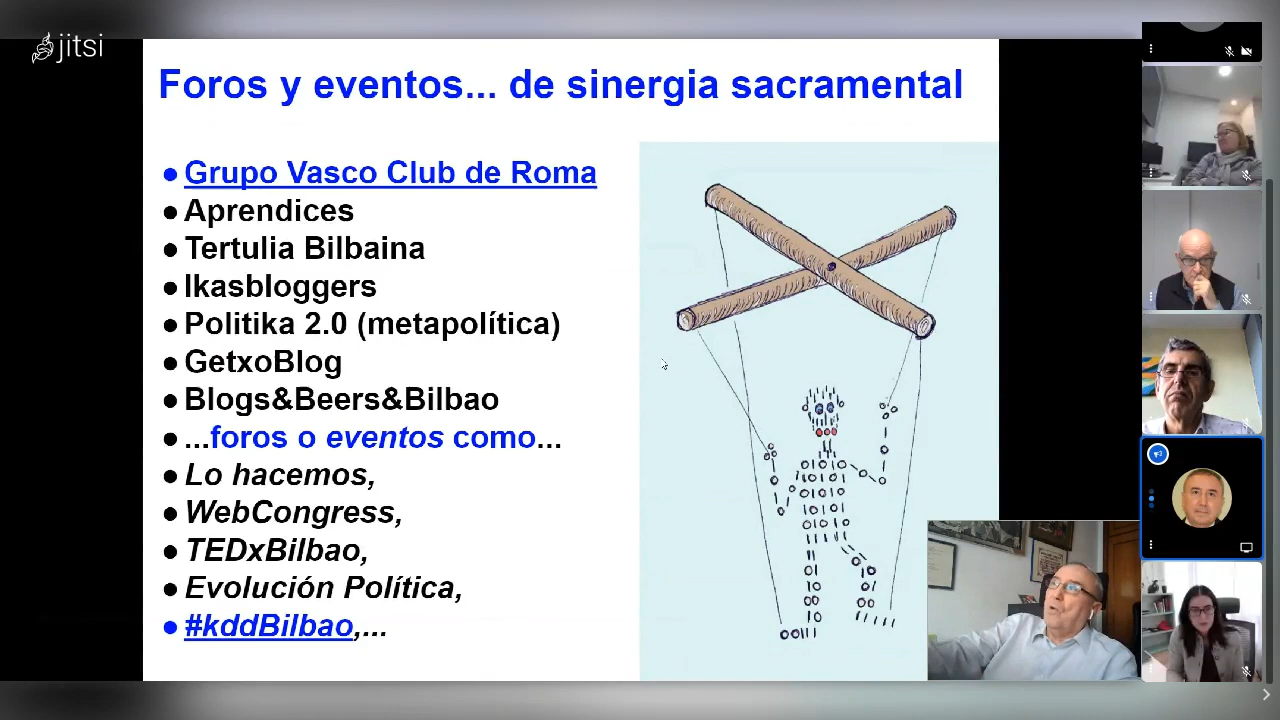 jitsi
Foros y eventos... de sinergia sacramental
● Grupo Vasco Club de Roma
● Aprendices
● Tertulia Bilbaina
● Ikasbloggers
● Politika 2.0 (metapolítica)
● GetxoBlog
● Blogs&Beers&Bilbao
● ...foros o eventos como...
● Lo hacemos,
● WebCongress,
● TEDxBilbao,
● Evolución Política,
● #kddBilbao,...